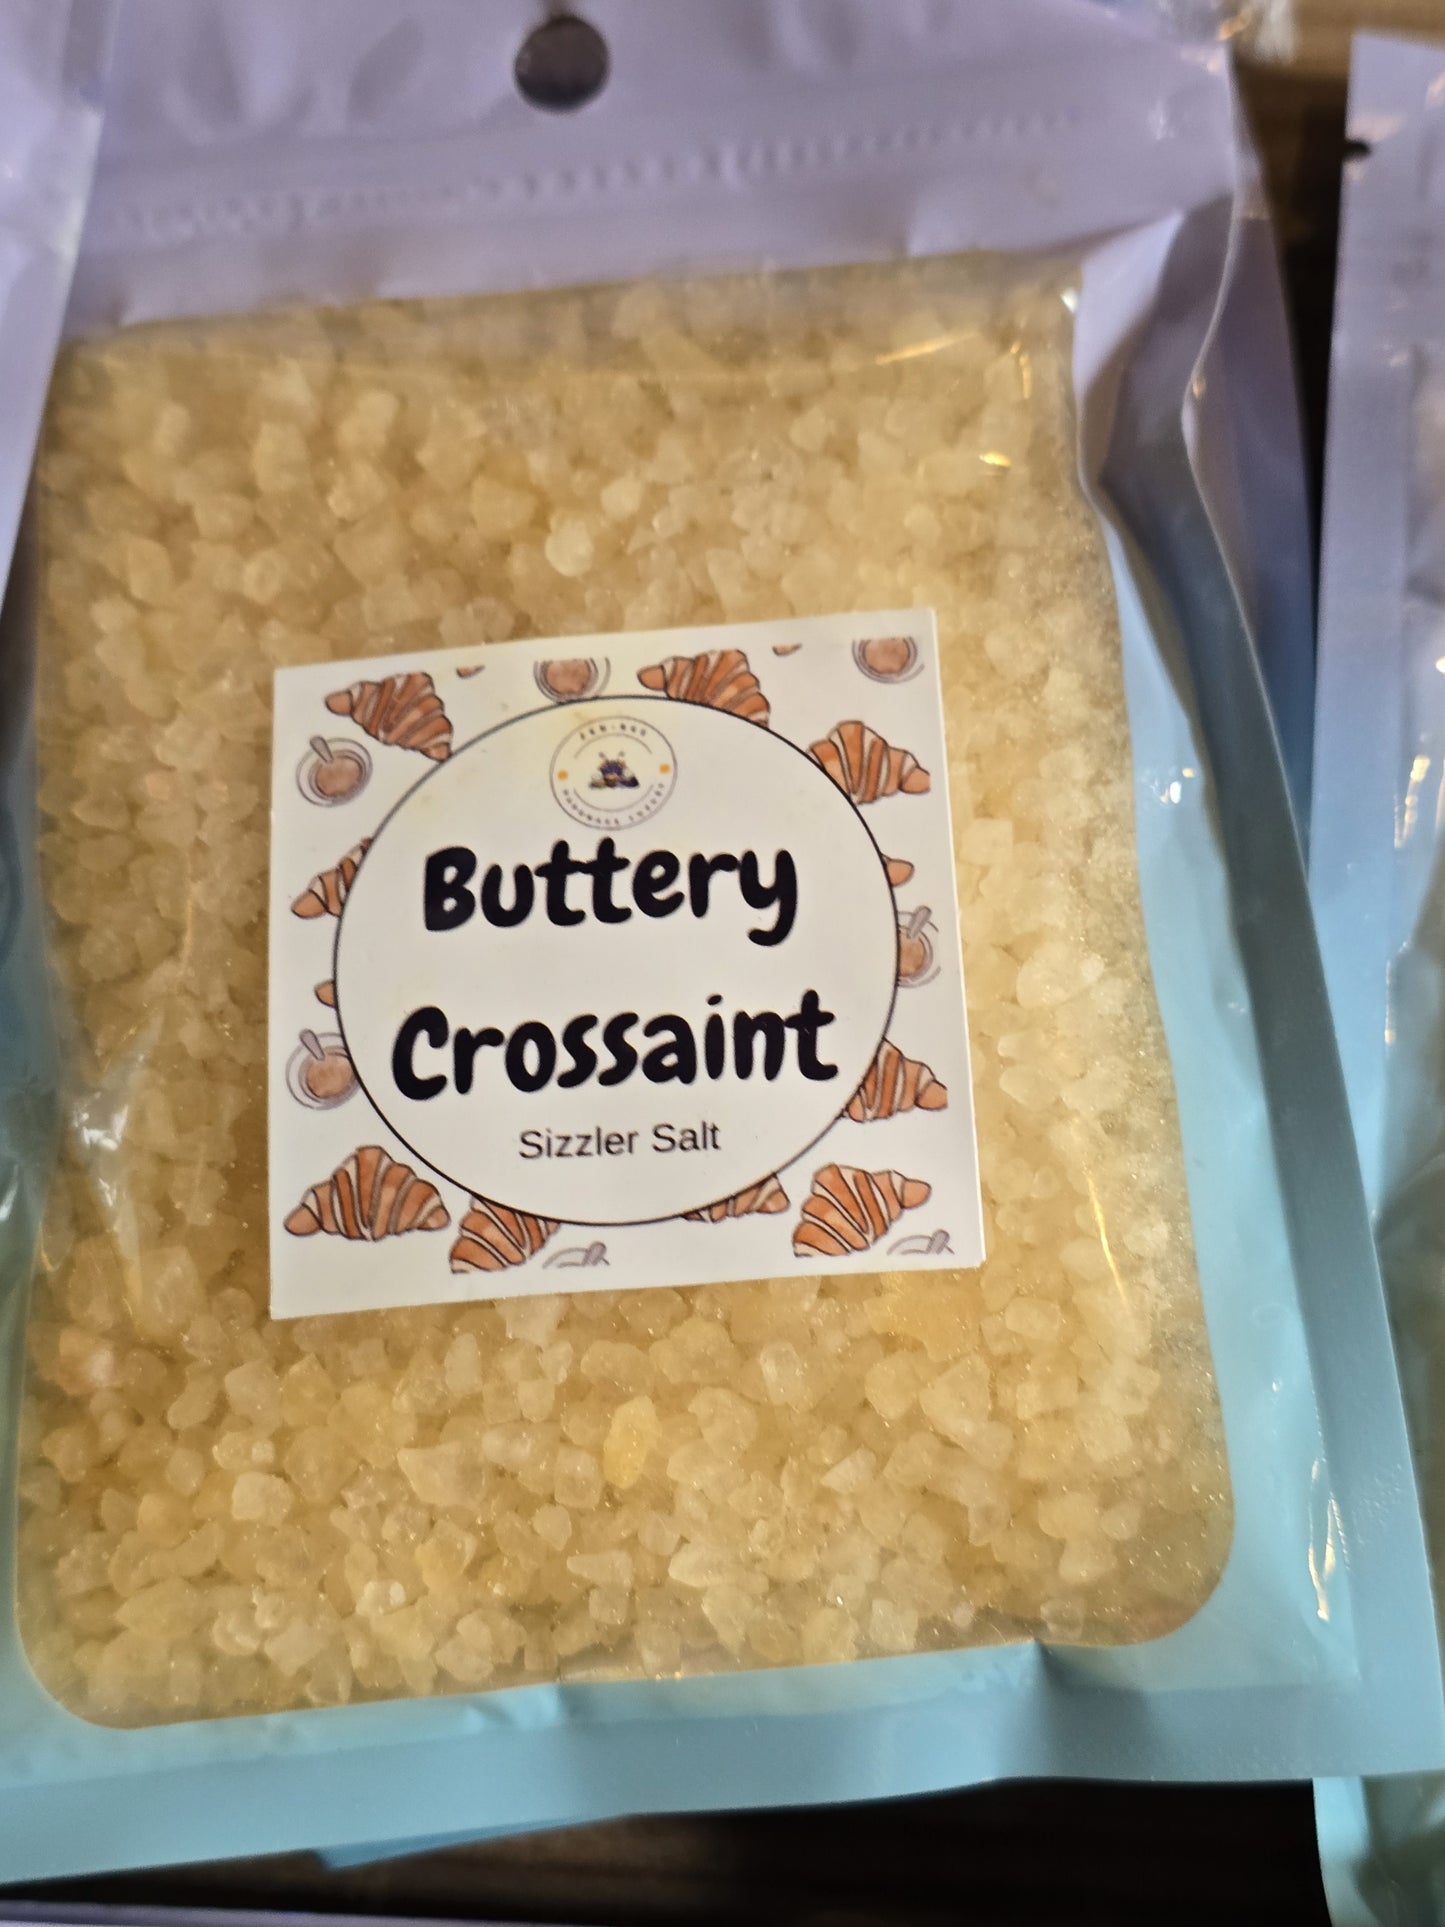 Buttery
Crossaint
Sizzler Salt